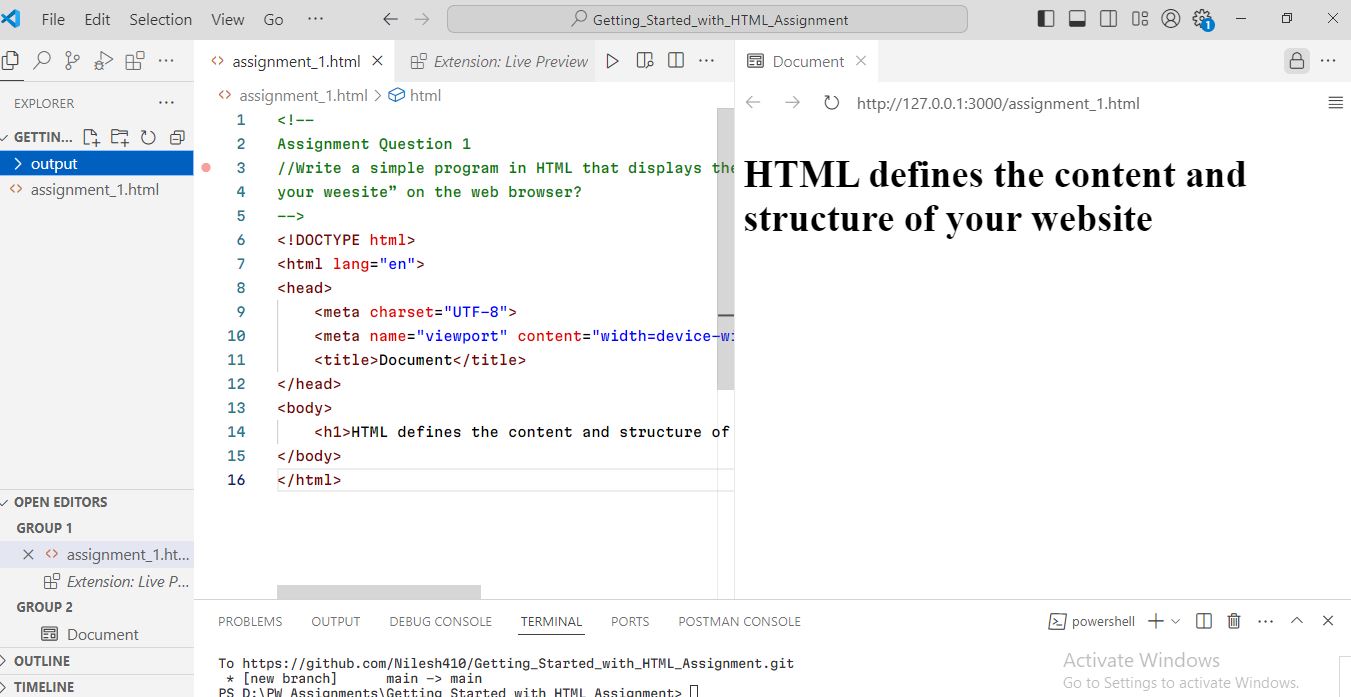 File Edit Selection View Go ··· Getting_Started_with_HTML_Assignment 1
assignment_1.html Extension: Live Preview ··· Document ···
EXPLORER ···
assignment_1.html > html
http://127.0.0.1:3000/assignment_1.html
GETTIN...
output
assignment_1.html
1 <!--
2 Assignment Question 1
3 //Write a simple program in HTML that displays the
4 your weesite” on the web browser?
5 -->
6 <!DOCTYPE html>
7 <html lang="en">
8 <head>
9 <meta charset="UTF-8">
10 <meta name="viewport" content="width=device-wi
11 <title>Document</title>
12 </head>
13 <body>
14 <h1>HTML defines the content and structure of
15 </body>
16 </html>
HTML defines the content and
structure of your website
OPEN EDITORS
GROUP 1
assignment_1.ht...
Extension: Live P...
GROUP 2
Document
OUTLINE
TIMELINE
PROBLEMS OUTPUT DEBUG CONSOLE TERMINAL PORTS POSTMAN CONSOLE powershell ···
To https://github.com/Nilesh410/Getting_Started_with_HTML_Assignment.git
* [new branch] main -> main
PS D:\PW Assignments\Getting Started with HTML Assignment>
Activate Windows
Go to Settings to activate Windows.